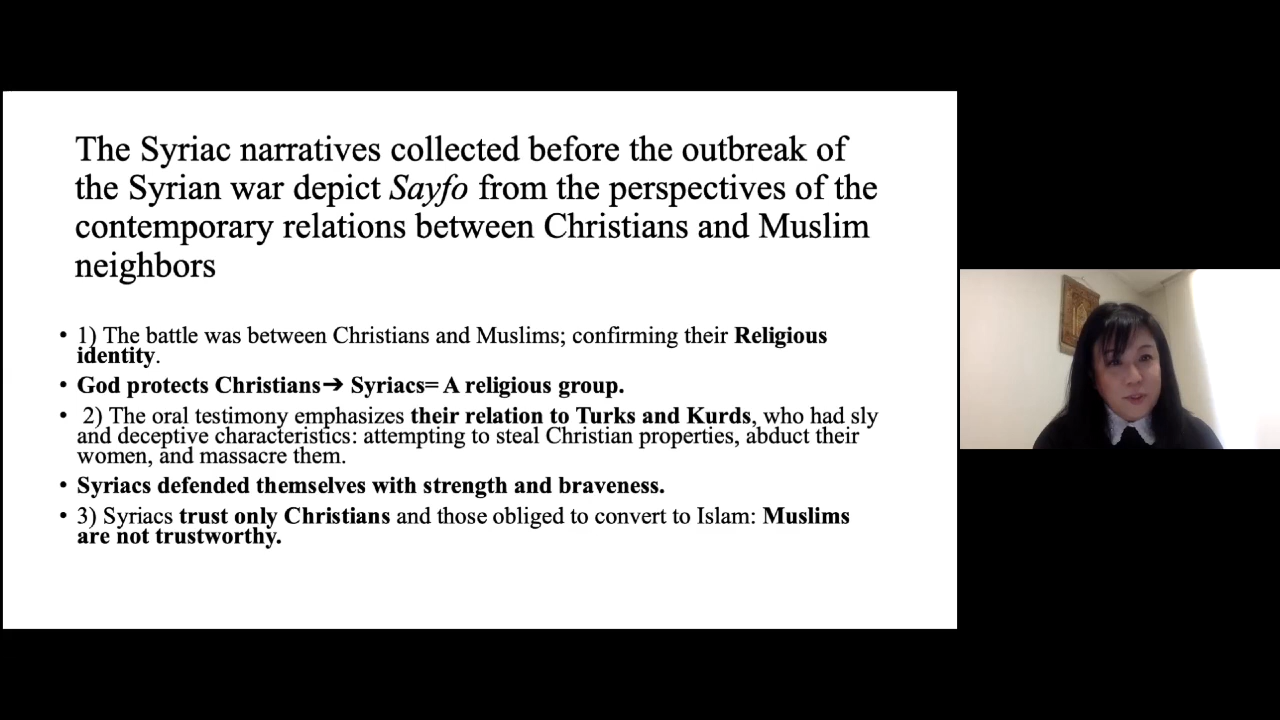 The Syriac narratives collected before the outbreak of
the Syrian war depict Sayfo from the perspectives of the
contemporary relations between Christians and Muslim
neighbors
• 1) The battle was between Christians and Muslims; confirming their Religious
identity.
• God protects Christians➔ Syriacs= A religious group.
• 2) The oral testimony emphasizes their relation to Turks and Kurds, who had sly
and deceptive characteristics: attempting to steal Christian properties, abduct their
women, and massacre them.
• Syriacs defended themselves with strength and braveness.
• 3) Syriacs trust only Christians and those obliged to convert to Islam: Muslims
are not trustworthy.